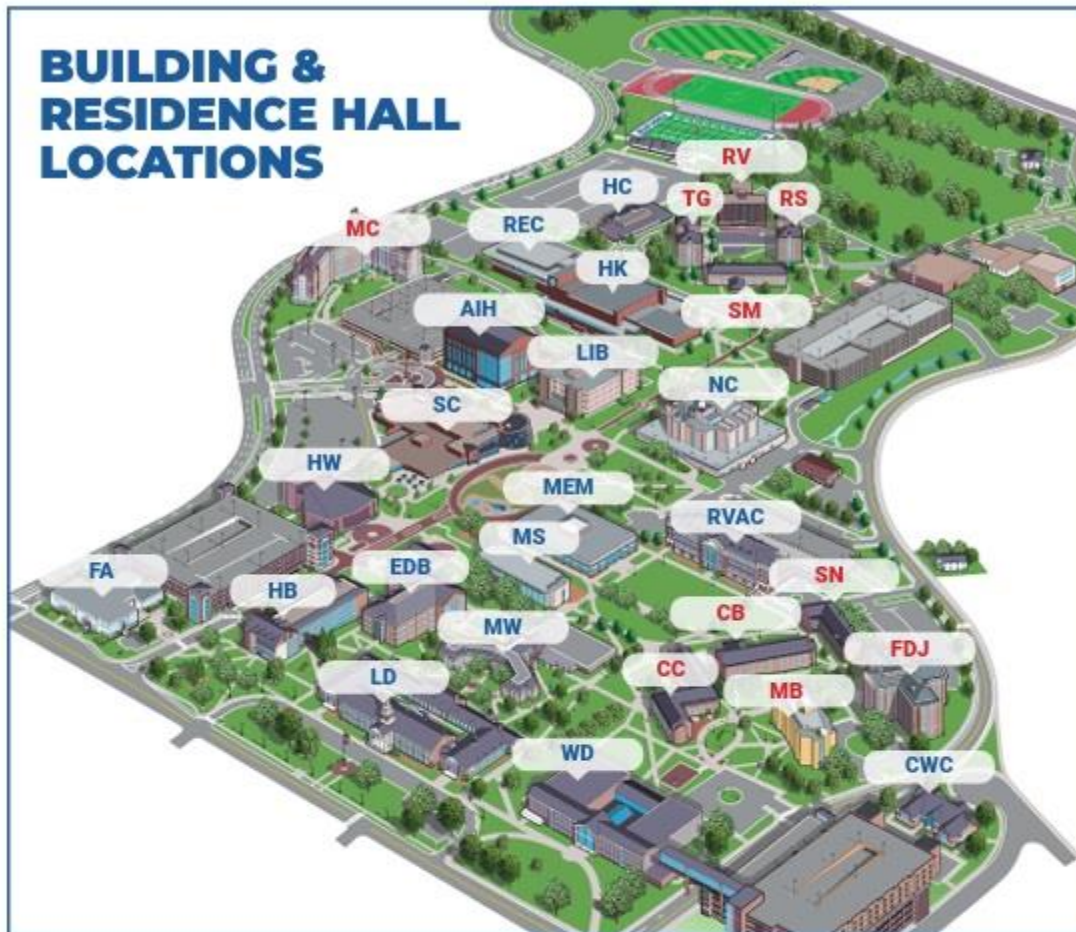 BUILDING &
RESIDENCE HALL
LOCATIONS
RV
HC
TG
RS
REC
MC
HK
AIH
SM
LIB
NC
SC
HW
MEM
RVAC
MS
FA
EDB
SN
HB
CB
MW
FDJ
LD
CC
MB
WD
CWC